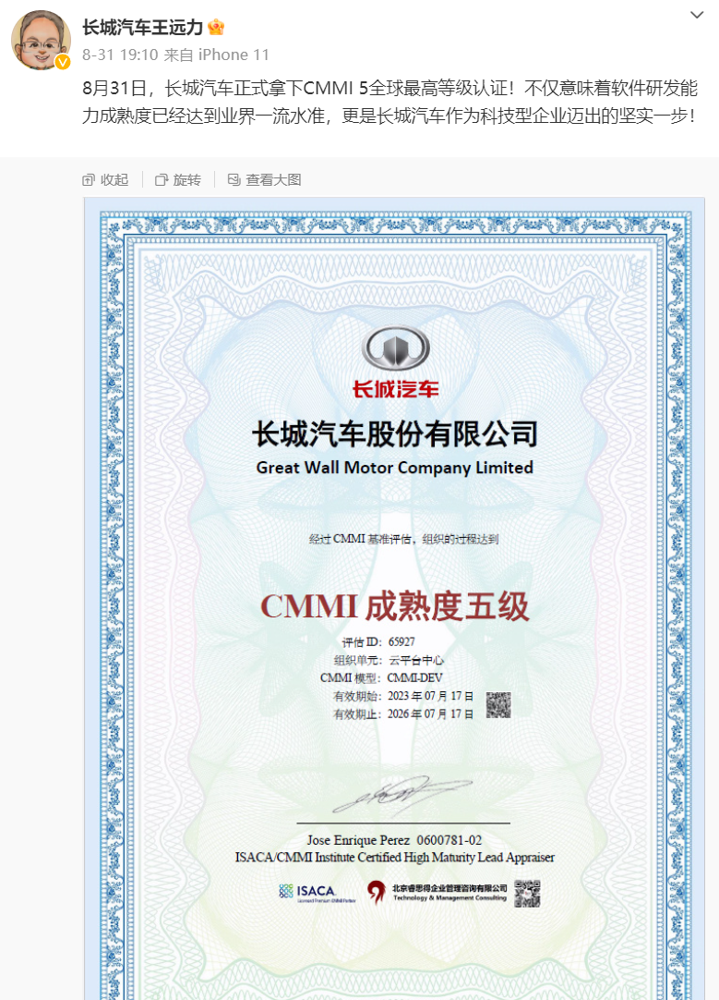 长城汽车王远力
8-31 19:10 来自 iPhone 11
8月31日，长城汽车正式拿下CMMI 5全球最高等级认证！不仅意味着软件研发能
力成熟度已经达到业界一流水准，更是长城汽车作为科技型企业迈出的坚实一步！
收起 旋转 查看大图
长城汽车
长城汽车股份有限公司
Great Wall Motor Company Limited
经过 CMMI 基准评估，组织的过程达到
CMMI 成熟度五级
评估 ID： 65927
组织单元： 云平台中心
CMMI 模型： CMMI-DEV
有效期始： 2023 年 07 月 17 日
有效期止： 2026 年 07 月 17 日
Jose Enrique Perez 0600781-02
ISACA/CMMI Institute Certified High Maturity Lead Appraiser
ISACA.
Licensed Premium CMMI Partner
北京睿思得企业管理咨询有限公司
Technology & Management Consulting